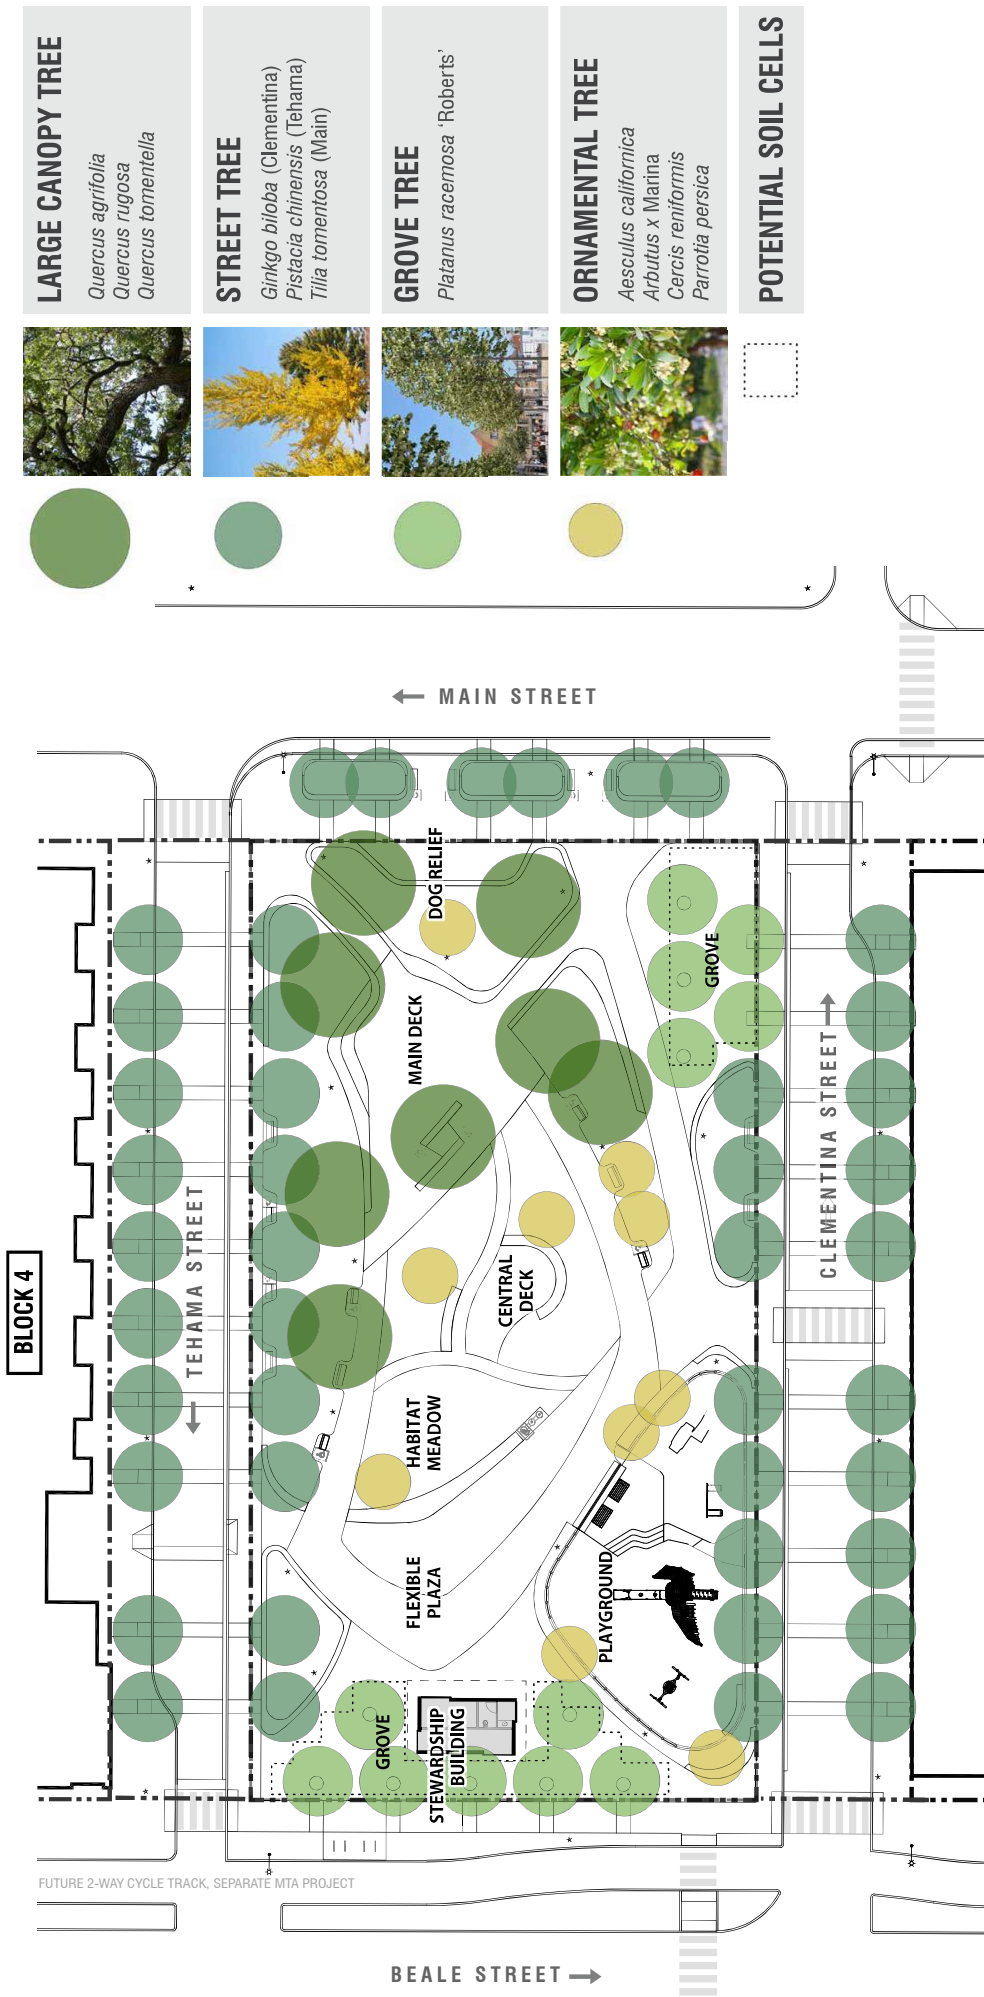 LARGE CANOPY TREE
Quercus agrifolia
Quercus rugosa
Quercus tomentella
STREET TREE
Ginkgo biloba (Clementina)
Pistacia chinensis (Tehama)
Tilia tomentosa (Main)
GROVE TREE
Platanus racemosa ‘Roberts’
ORNAMENTAL TREE
Aesculus californica
Arbutus x Marina
Cercis reniformis
Parrotia persica
POTENTIAL SOIL CELLS
MAIN STREET
DOG RELIEF
GROVE
MAIN DECK
CLEMENTINA STREET
TEHAMA STREET
BLOCK 4
CENTRAL
DECK
HABITAT
MEADOW
FLEXIBLE
PLAZA
PLAYGROUND
GROVE
STEWARDSHIP
BUILDING
FUTURE 2-WAY CYCLE TRACK, SEPARATE MTA PROJECT
BEALE STREET